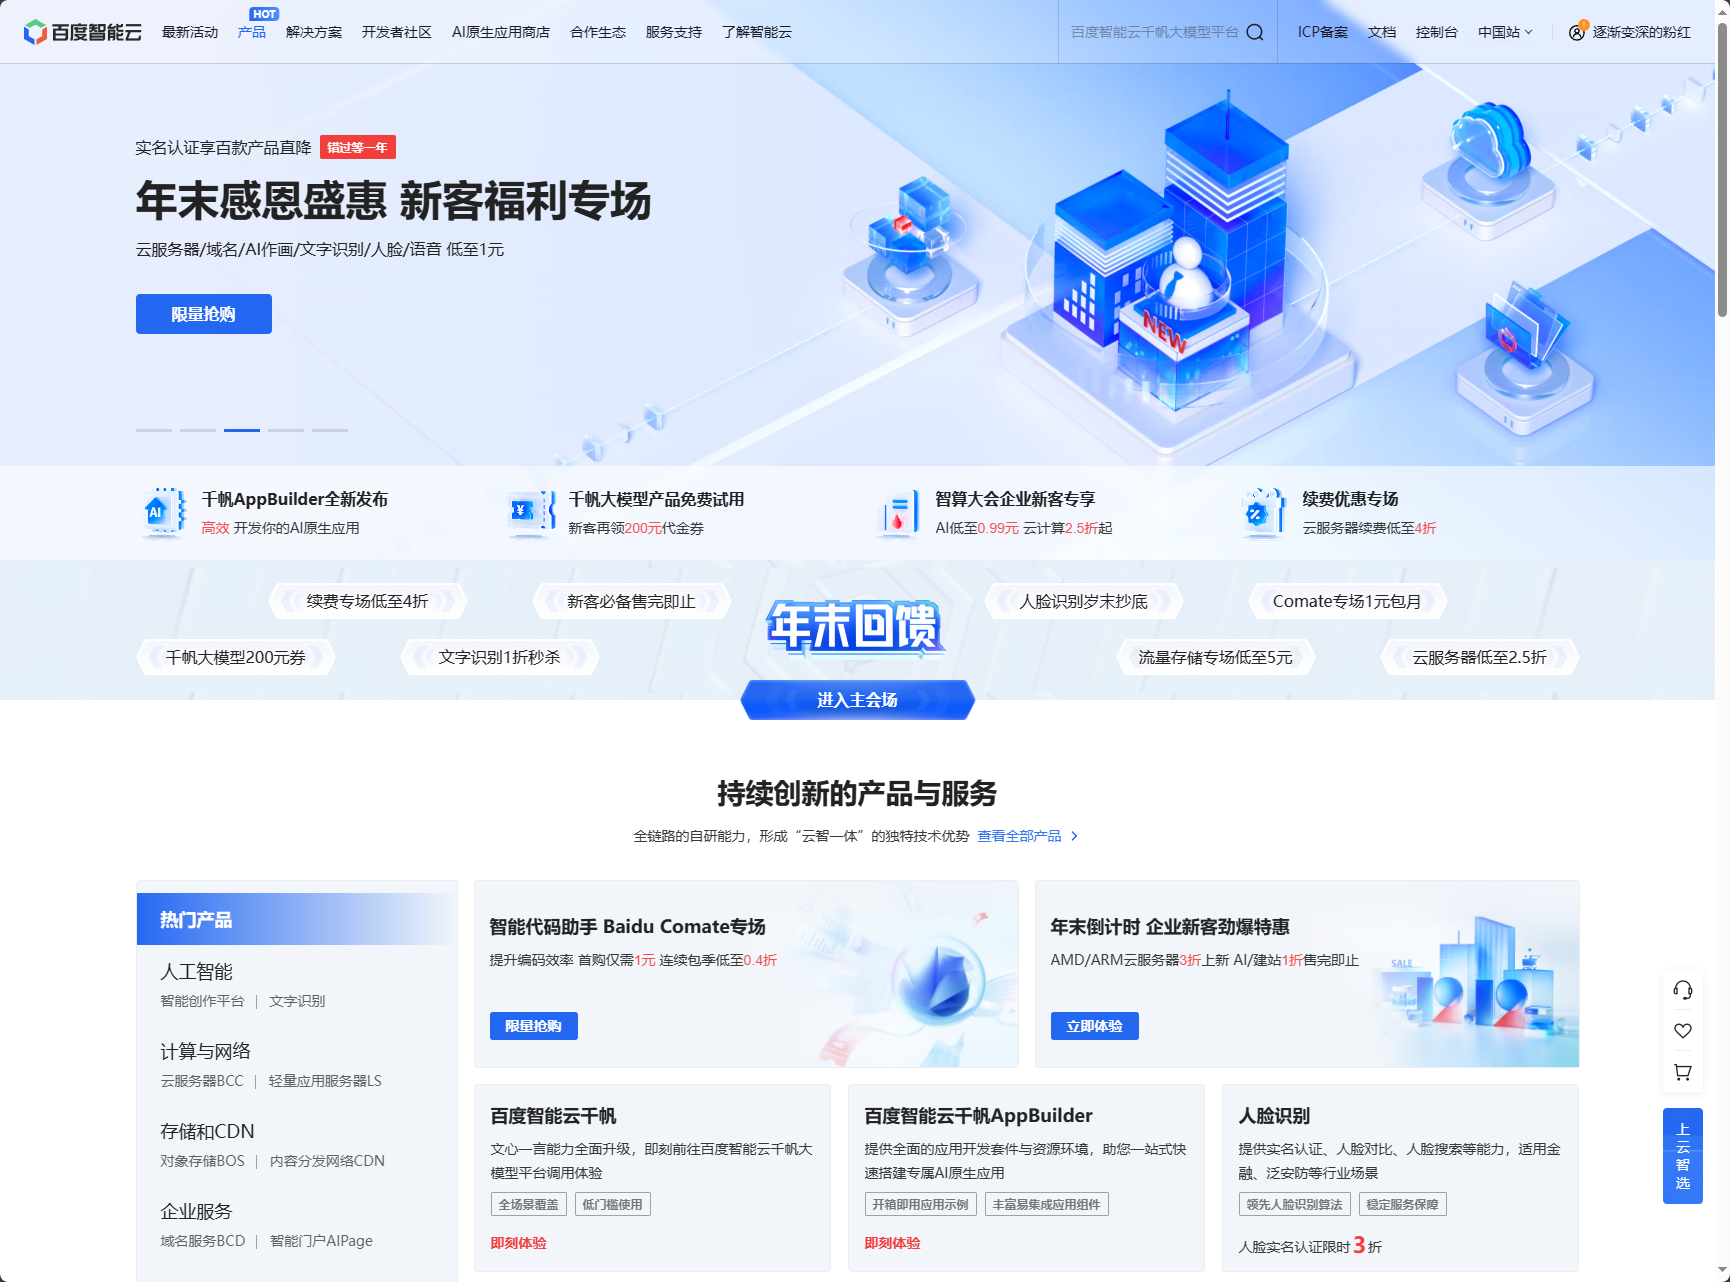 百度智能云
最新活动
产品
HOT
解决方案
开发者社区
AI原生应用商店
合作生态
服务支持
了解智能云
百度智能云千帆大模型平台
ICP备案
文档
控制台
中国站
逐渐变深的粉红
实名认证享百款产品直降 错过等一年
年末感恩盛惠 新客福利专场
云服务器/域名/AI作画/文字识别/人脸/语音 低至1元
限量抢购
NEW
AI
千帆AppBuilder全新发布
高效 开发你的AI原生应用
¥
千帆大模型产品免费试用
新客再领200元代金券
智算大会企业新客专享
AI低至0.99元 云计算2.5折起
%
续费优惠专场
云服务器续费低至4折
续费专场低至4折
新客必备售完即止
人脸识别岁末抄底
Comate专场1元包月
千帆大模型200元券
文字识别1折秒杀
年末回馈
流量存储专场低至5元
云服务器低至2.5折
进入主会场
持续创新的产品与服务
全链路的自研能力，形成“云智一体”的独特技术优势 查看全部产品
热门产品
人工智能
智能创作平台 | 文字识别
计算与网络
云服务器BCC | 轻量应用服务器LS
存储和CDN
对象存储BOS | 内容分发网络CDN
企业服务
域名服务BCD | 智能门户AIPage
智能代码助手 Baidu Comate专场
提升编码效率 首购仅需1元 连续包季低至0.4折
限量抢购
年末倒计时 企业新客劲爆特惠
AMD/ARM云服务器3折上新 AI/建站1折售完即止
立即体验
SALE
百度智能云千帆
文心一言能力全面升级，即刻前往百度智能云千帆大
模型平台调用体验
全场景覆盖 低门槛使用
即刻体验
百度智能云千帆AppBuilder
提供全面的应用开发套件与资源环境，助您一站式快
速搭建专属AI原生应用
开箱即用应用示例 丰富易集成应用组件
即刻体验
人脸识别
提供实名认证、人脸对比、人脸搜索等能力，适用金
融、泛安防等行业场景
领先人脸识别算法 稳定服务保障
人脸实名认证限时 3 折
上云智选